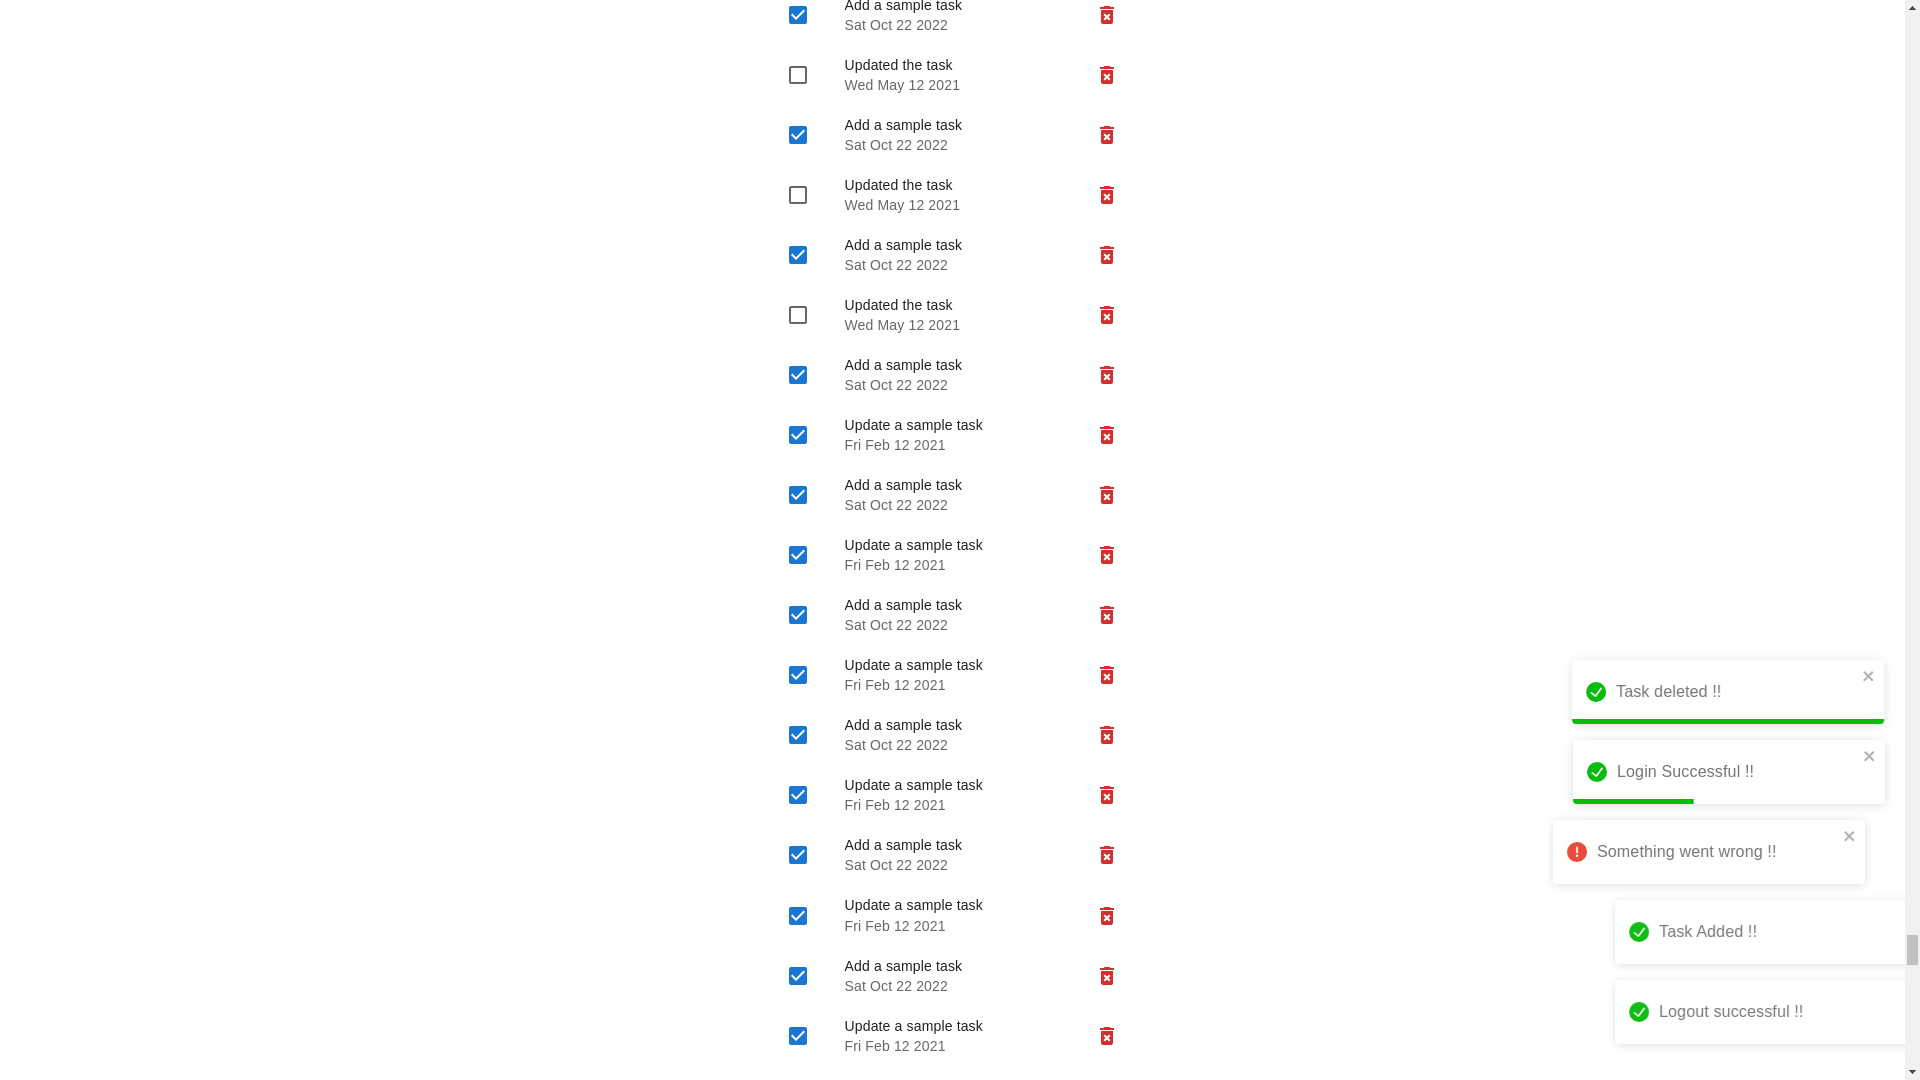 Add a sample task
Sat Oct 22 2022
Updated the task
Wed May 12 2021
Add a sample task
Sat Oct 22 2022
Updated the task
Wed May 12 2021
Add a sample task
Sat Oct 22 2022
Updated the task
Wed May 12 2021
Add a sample task
Sat Oct 22 2022
Update a sample task
Fri Feb 12 2021
Add a sample task
Sat Oct 22 2022
Update a sample task
Fri Feb 12 2021
Add a sample task
Sat Oct 22 2022
Update a sample task
Fri Feb 12 2021
Add a sample task
Sat Oct 22 2022
Update a sample task
Fri Feb 12 2021
Add a sample task
Sat Oct 22 2022
Update a sample task
Fri Feb 12 2021
Add a sample task
Sat Oct 22 2022
Update a sample task
Fri Feb 12 2021
Task deleted !!
Login Successful !!
Something went wrong !!
Task Added !!
Logout successful !!